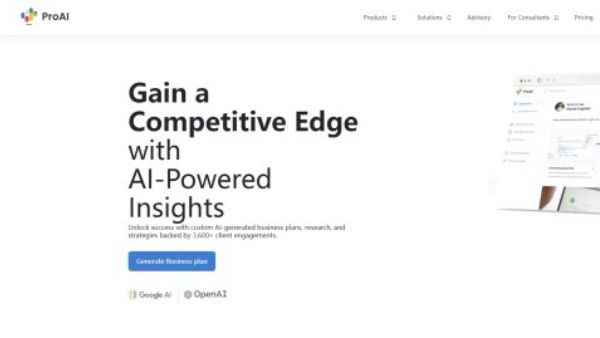 ProAI
Products
Solutions
Advisory
For Consultants
Pricing
Gain a
Competitive Edge
with
AI-Powered
Insights
Unlock success with custom AI-generated business plans, research, and
strategies backed by 1,600+ client engagements.
Generate Business plan
Google AI
OpenAI
ProAI